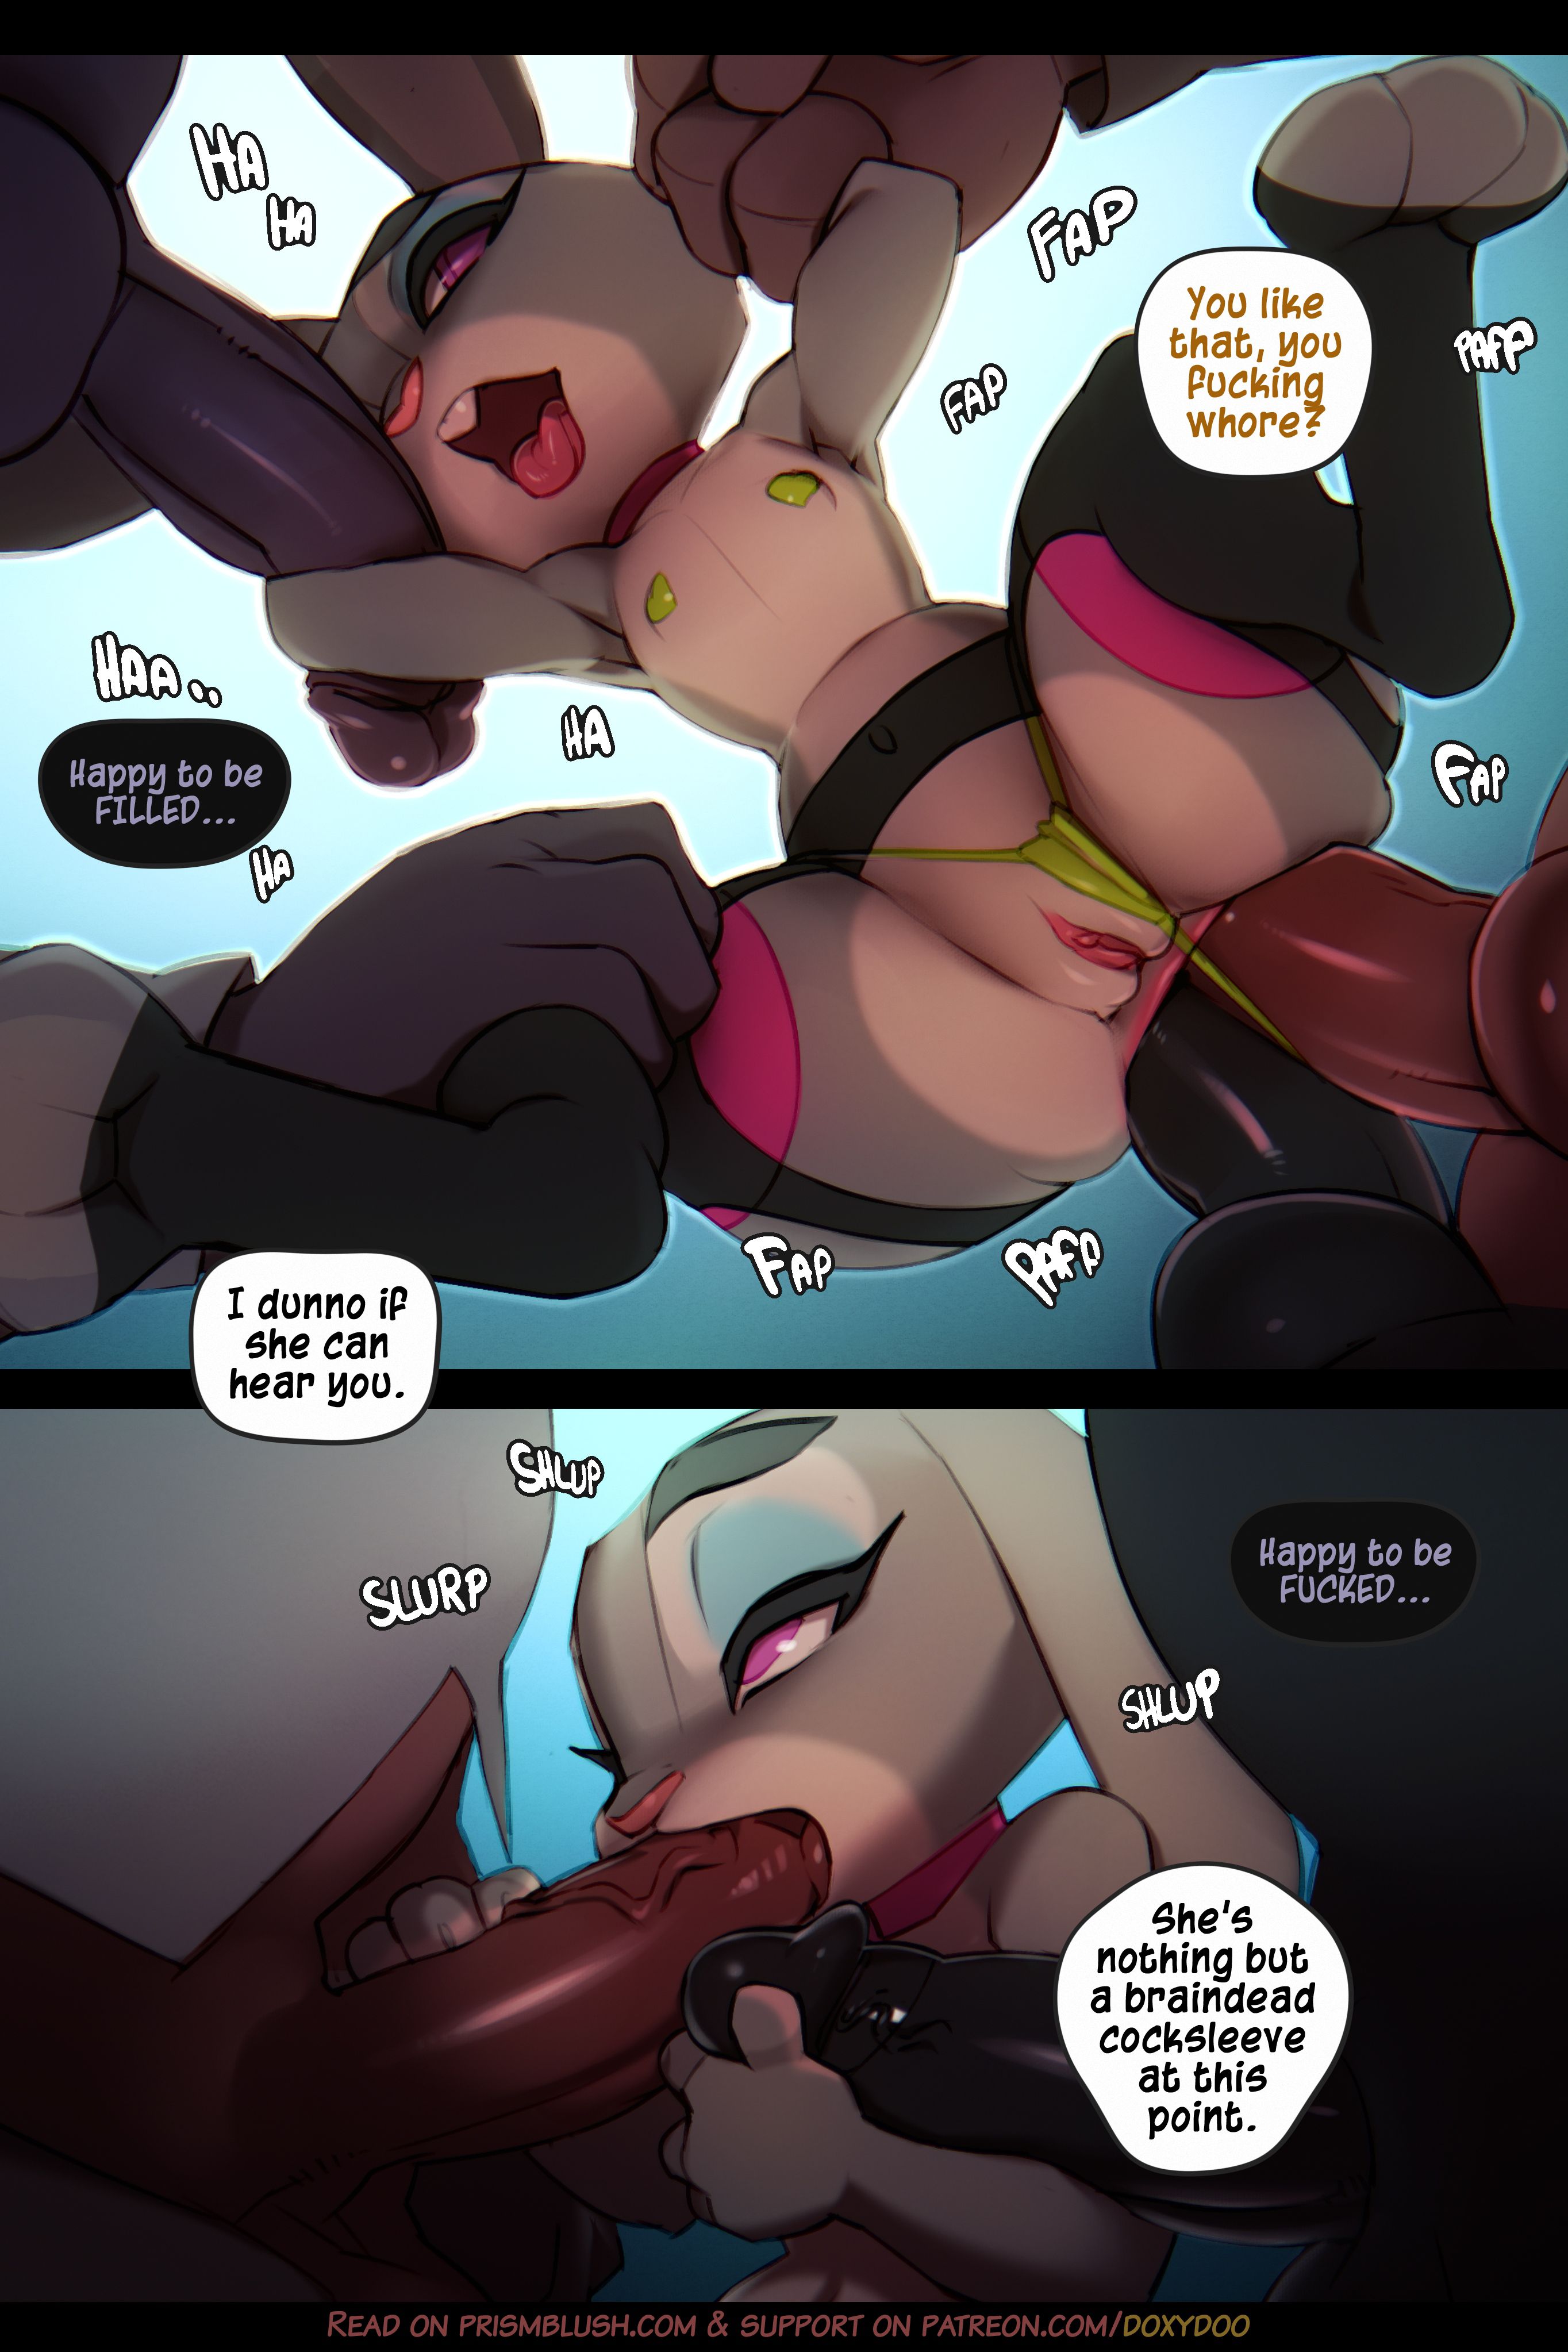 HA
HA
FAP
You like
that, you
fucking
whore?
PAFP
FAP
HAA..
HA
Happy to be
FILLED...
FAP
HA
FAP
PAFP
I dunno if
she can
hear you.
SHLUP
SLURP
Happy to be
FUCKED...
SHLUP
She's
nothing but
a braindead
cocksleeve
at this
point.
READ ON PRISMBLUSH.COM & SUPPORT ON PATREON.COM/DOXYDOO